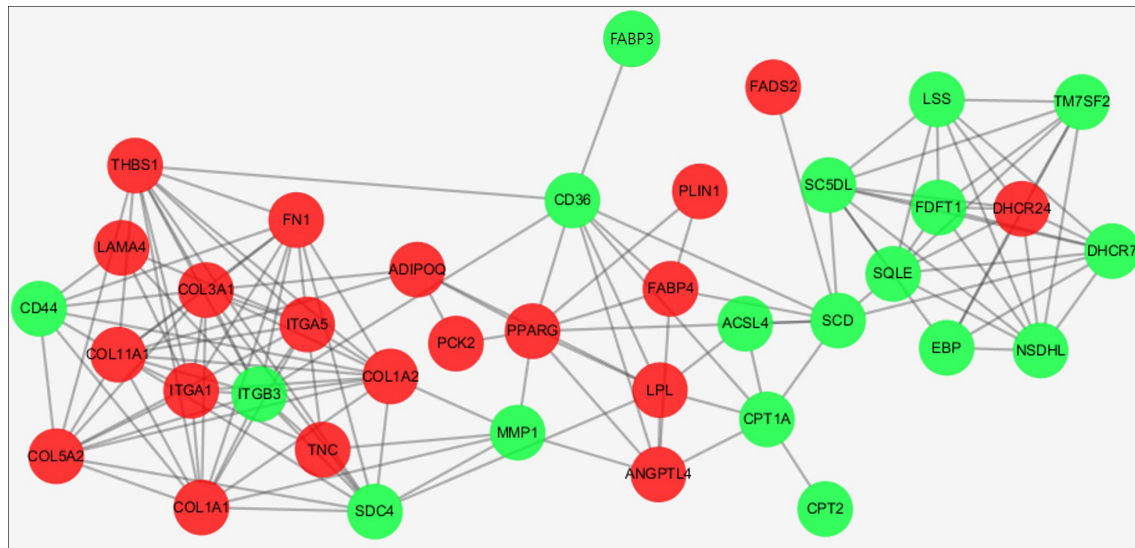 FABP3
FADS2
LSS
TM7SF2
THBS1
PLIN1
SC5DL
CD36
FDFT1
DHCR24
FN1
LAMA4
DHCR7
ADIPOQ
SQLE
COL3A1
FABP4
CD44
ITGA5
ACSL4
SCD
PPARG
PCK2
EBP
NSDHL
COL11A1
COL1A2
ITGA1
ITGB3
LPL
CPT1A
MMP1
TNC
COL5A2
ANGPTL4
COL1A1
SDC4
CPT2